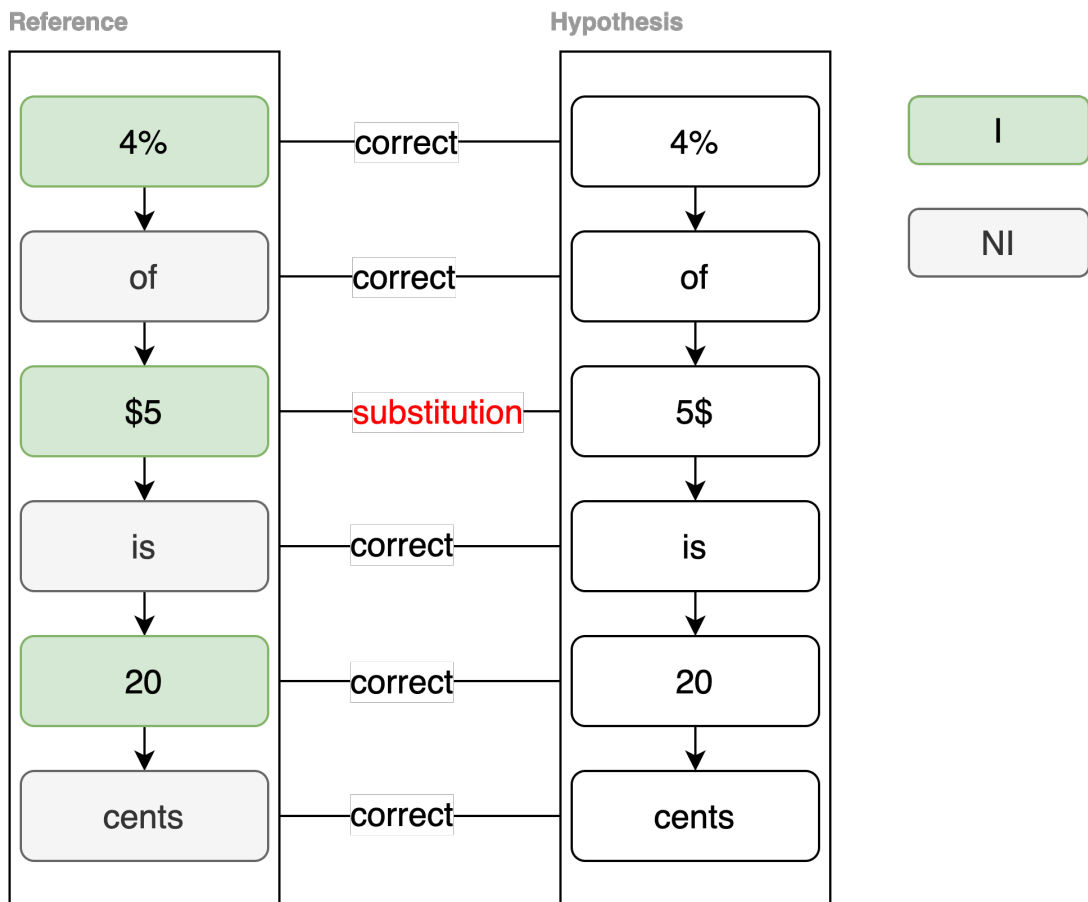 Reference Hypothesis
4% correct 4% I
of correct of NI
$5 substitution 5$
is correct is
20 correct 20
cents correct cents